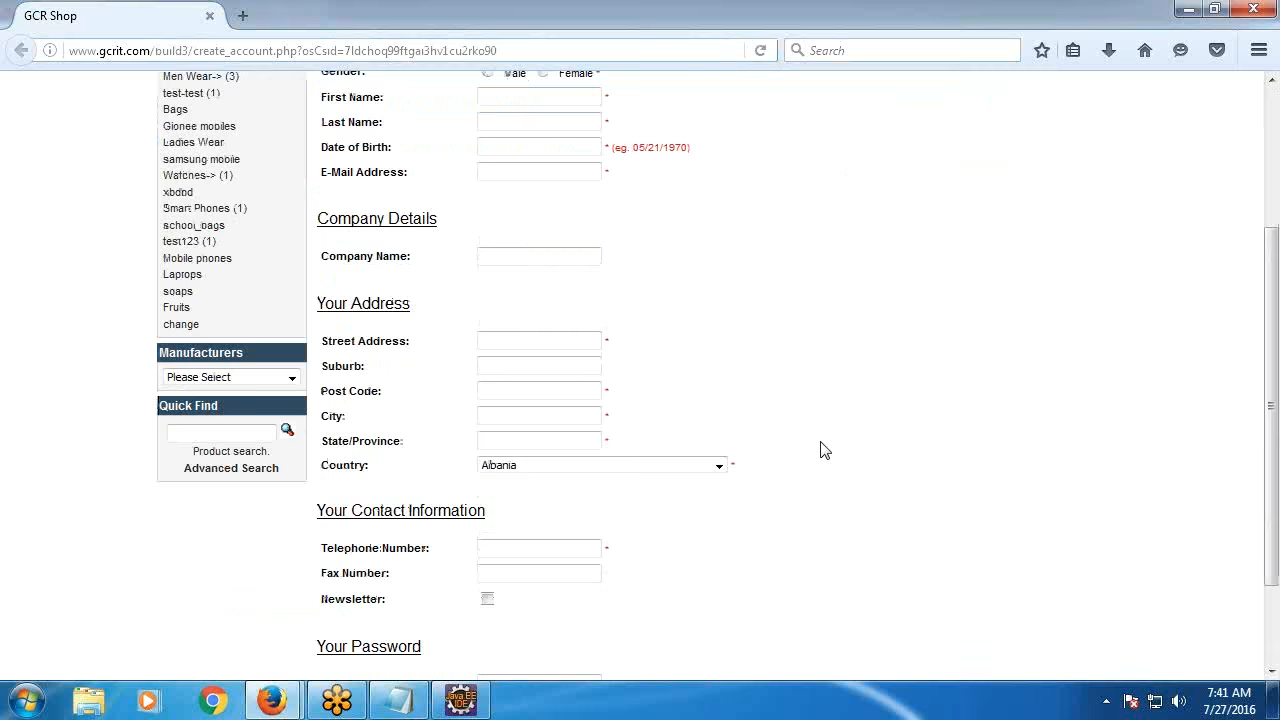 GCR Shop
www.gcrit.com/build3/create_account.php?osCsid=7ldchoq99ftgai3hv1cu2rko90
Search
Men Wear-> (3)
test-test (1)
Bags
Gionee mobiles
Ladies Wear
samsung mobile
Watches-> (1)
xbdbd
Smart Phones (1)
school_bags
test123 (1)
Mobile phones
Laprops
soaps
Fruits
change
Manufacturers
Please Select
Quick Find
Product search.
Advanced Search
Gender: Male Female *
First Name: *
Last Name: *
Date of Birth: * (eg. 05/21/1970)
E-Mail Address: *
Company Details
Company Name:
Your Address
Street Address: *
Suburb:
Post Code: *
City: *
State/Province: *
Country: Albania *
Your Contact Information
Telephone Number: *
Fax Number:
Newsletter:
Your Password
Java EE
IDE
7:41 AM
7/27/2016